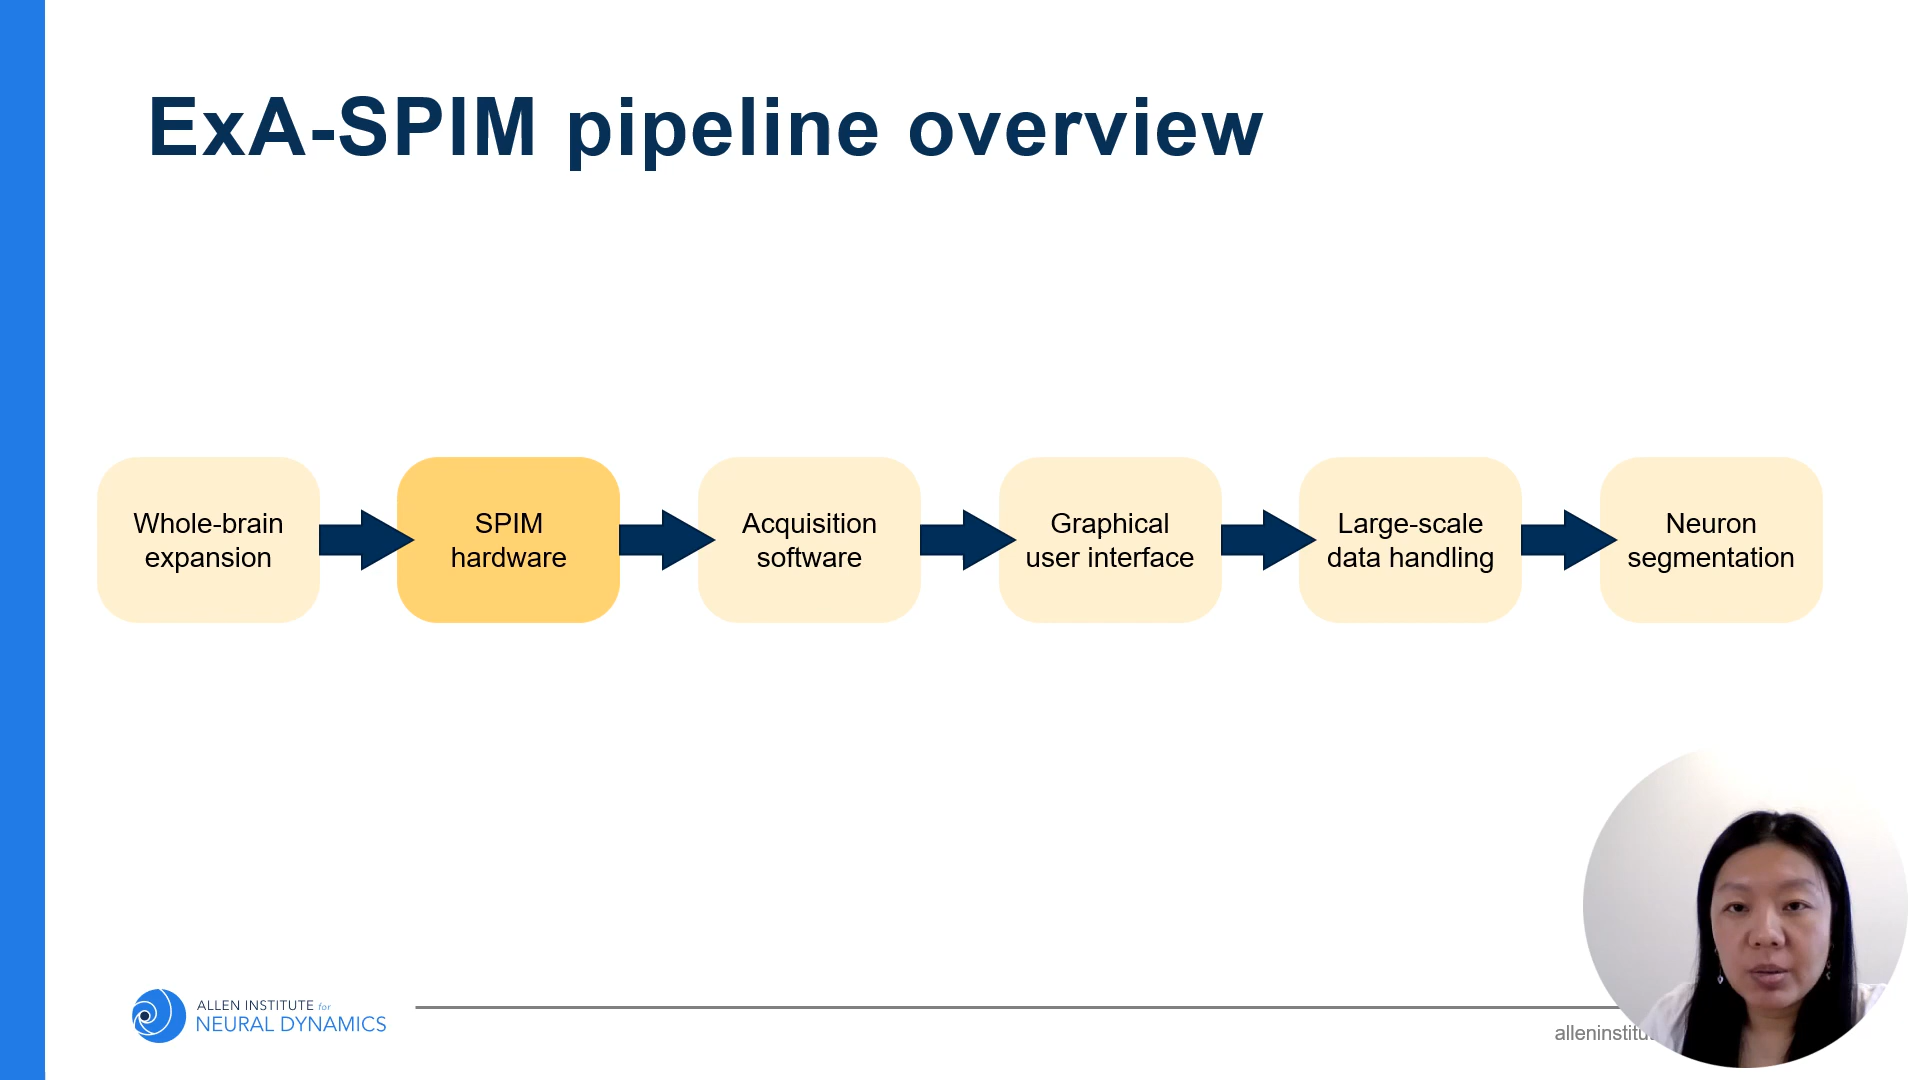 ExA-SPIM pipeline overview
Whole-brain
expansion
SPIM
hardware
Acquisition
software
Graphical
user interface
Large-scale
data handling
Neuron
segmentation
ALLEN INSTITUTE for
NEURAL DYNAMICS